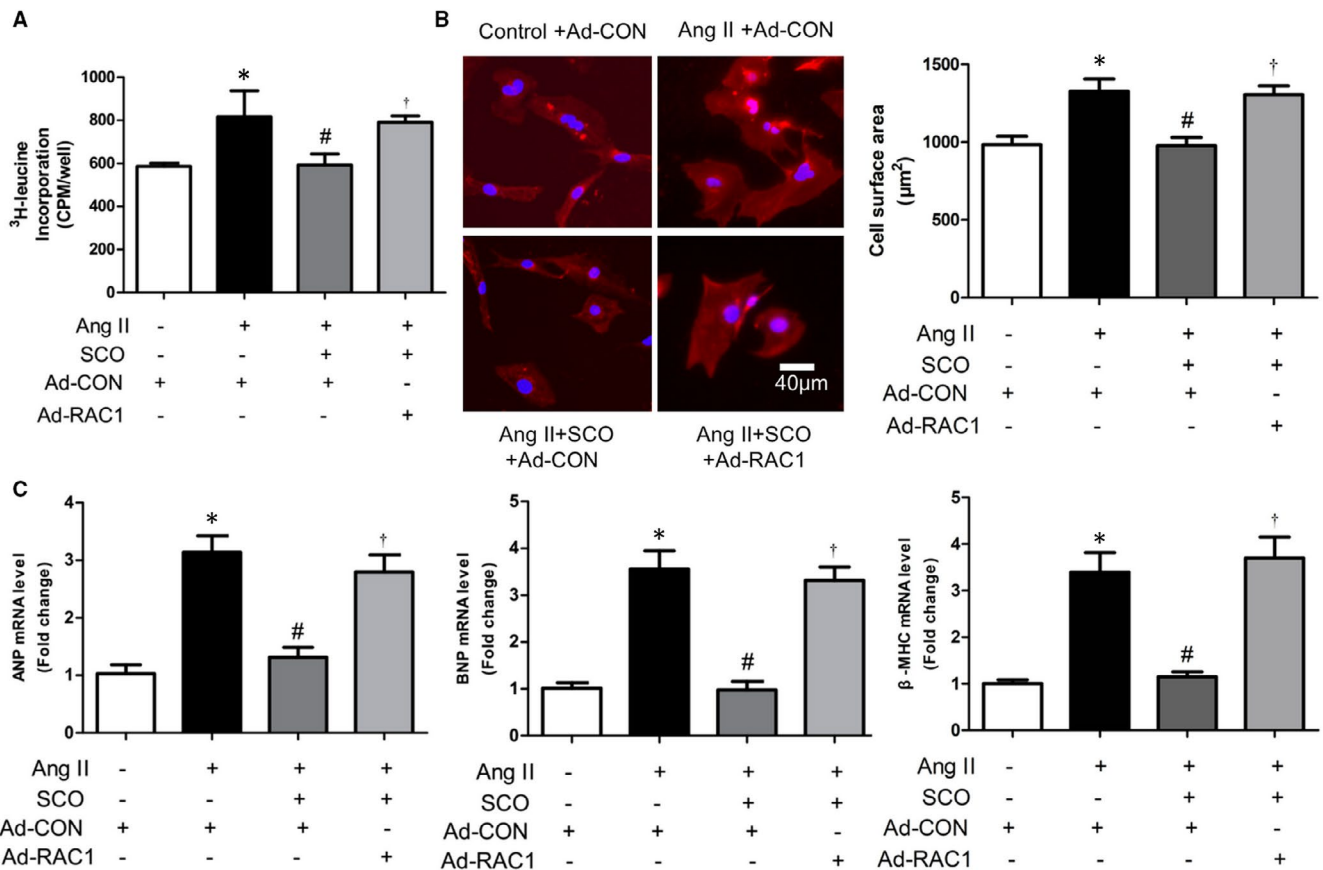 A
³H-leucine
Incorporation
(CPM/well)
1000
800
600
400
200
0
*
#
†
Ang II - + + +
SCO - - + +
Ad-CON + + + -
Ad-RAC1 - - - +
B
Control +Ad-CON
Ang II +Ad-CON
40μm
Ang II+SCO
+Ad-CON
Ang II+SCO
+Ad-RAC1
Cell surface area
(μm²)
1500
1000
500
0
*
#
†
Ang II - + + +
SCO - - + +
Ad-CON + + + -
Ad-RAC1 - - - +
C
ANP mRNA level
(Fold change)
4
3
2
1
0
*
#
†
Ang II - + + +
SCO - - + +
Ad-CON + + + -
Ad-RAC1 - - - +
BNP mRNA level
(Fold change)
5
4
3
2
1
0
*
#
†
Ang II - + + +
SCO - - + +
Ad-CON + + + -
Ad-RAC1 - - - +
β -MHC mRNA level
(Fold change)
5
4
3
2
1
0
*
#
†
Ang II - + + +
SCO - - + +
Ad-CON + + + -
Ad-RAC1 - - - +